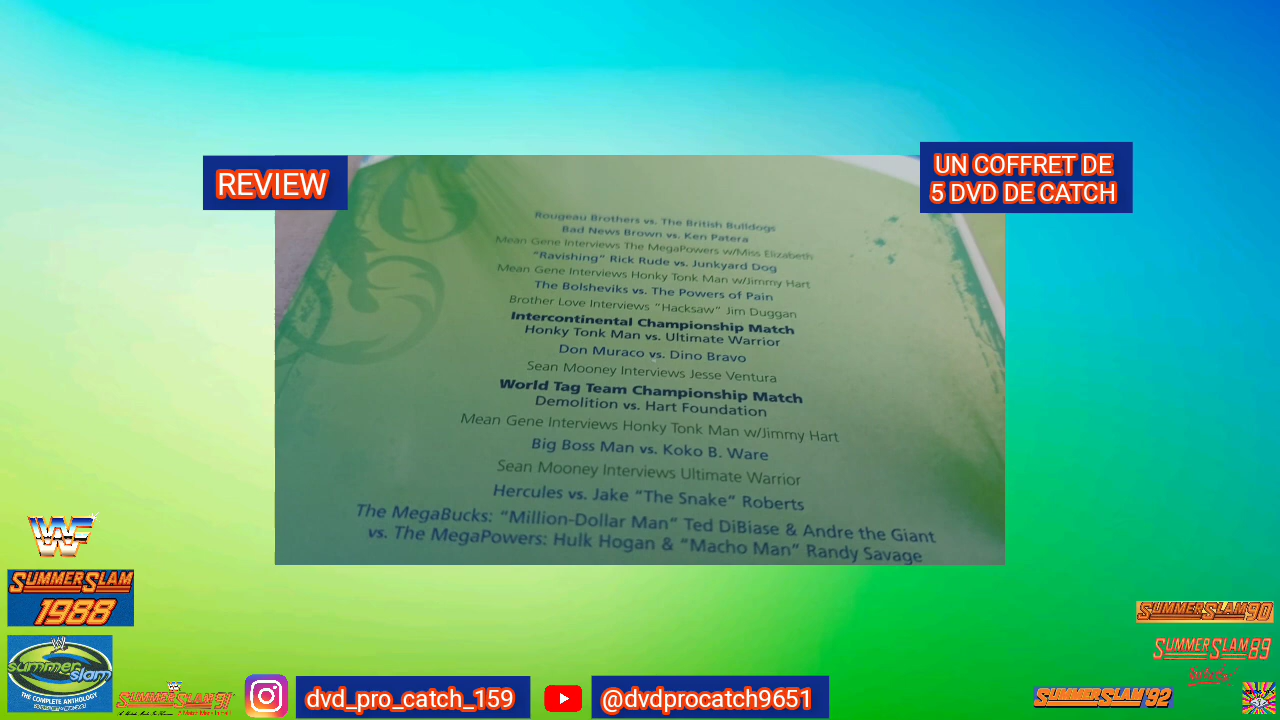 REVIEW
UN COFFRET DE
5 DVD DE CATCH
Rougeau Brothers vs. The British Bulldogs
Bad News Brown vs. Ken Patera
Mean Gene Interviews The MegaPowers w/Miss Elizabeth
"Ravishing" Rick Rude vs. Junkyard Dog
Mean Gene Interviews Honky Tonk Man w/Jimmy Hart
The Bolsheviks vs. The Powers of Pain
Brother Love Interviews "Hacksaw" Jim Duggan
Intercontinental Championship Match
Honky Tonk Man vs. Ultimate Warrior
Don Muraco vs. Dino Bravo
Sean Mooney Interviews Jesse Ventura
World Tag Team Championship Match
Demolition vs. Hart Foundation
Mean Gene Interviews Honky Tonk Man w/Jimmy Hart
Big Boss Man vs. Koko B. Ware
Sean Mooney Interviews Ultimate Warrior
Hercules vs. Jake "The Snake" Roberts
The MegaBucks: "Million-Dollar Man" Ted DiBiase & Andre the Giant
vs. The MegaPowers: Hulk Hogan & "Macho Man" Randy Savage
WF
SUMMERSLAM
1988
summerslam
THE COMPLETE ANTHOLOGY
SUMMERSLAM 91
dvd_pro_catch_159
@dvdprocatch9651
SUMMERSLAM 90
SUMMERSLAM 89
SUMMERSLAM '92